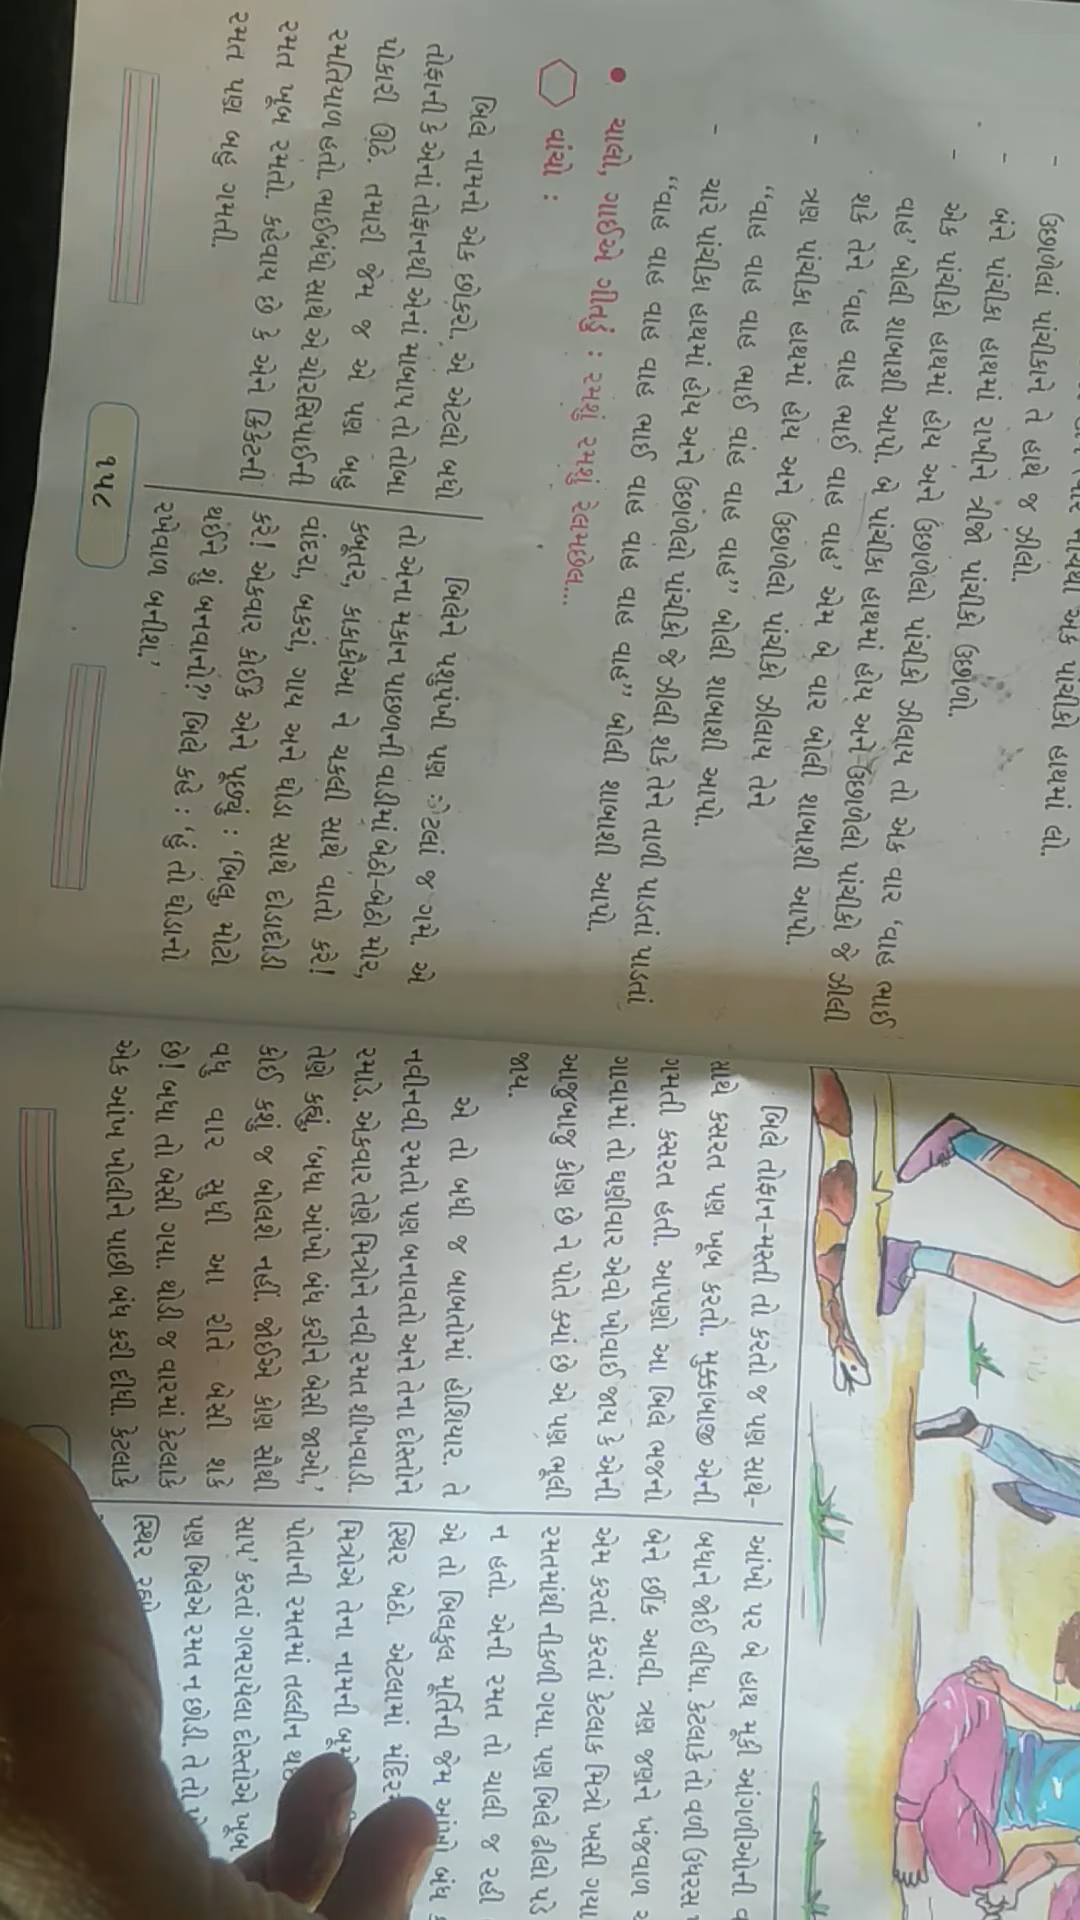 ઉછાળેલાં પાંચીકાને તે હાથે જ ઝીલો.
- બંને પાંચીકા હાથમાં રાખીને ત્રીજો પાંચીકો ઉછાળો.
- એક પાંચીકો હાથમાં હોય અને ઉછાળેલો પાંચીકો ઝીલાય તો એક વાર ‘વાહ ભાઈ
વાહ’ બોલી શાબાશી આપો. બે પાંચીકા હાથમાં હોય અને ઉછાળેલો પાંચીકો જે ઝીલી
શકે તેને ‘વાહ વાહ ભાઈ વાહ વાહ’ એમ બે વાર બોલી શાબાશી આપો.
- ત્રણ પાંચીકા હાથમાં હોય અને ઉછાળેલો પાંચીકો ઝીલાય તેને
“વાહ વાહ વાહ ભાઈ વાહ વાહ વાહ” બોલી શાબાશી આપો.
- ચાર પાંચીકા હાથમાં હોય અને ઉછાળેલો પાંચીકો જે ઝીલી શકે તેને તાળી પાડતાં પાડતાં
“વાહ વાહ વાહ વાહ ભાઈ વાહ વાહ વાહ વાહ” બોલી શાબાશી આપો.
• ચાલો, ગાઈએ ગીતડું : રમશું રમશું રેલમછેલ...
વાંચો :
બિલે નામનો એક છોકરો. એ એટલો બધો
તોફાની કે એનાં તોફાનથી એનાં માબાપ તો તોબા
પોકારી ઊઠે. તમારી જેમ જ એ પણ બહુ
રમતિયાળ હતો. ભાઈબંધો સાથે એ ચોરસિપાઈની
રમત ખૂબ રમતો. કહેવાય છે કે એને ક્રિકેટની
રમત પણ બહુ ગમતી.
બિલેને પશુપંખી પણ એટલાં જ ગમે. એ
તો એના મકાન પાછળની વાડીમાં બેઠો-બેઠો મોર,
કબૂતર, કાકાકૌઆ ને ચકલી સાથે વાતો કરે!
વાંદરા, બકરાં, ગાય અને ઘોડા સાથે દોડાદોડી
કરે! એકવાર કોઈકે એને પૂછ્યું : ‘બિલુ, મોટો
થઈને શું બનવાનો?’ બિલે કહે : ‘હું તો ઘોડાનો
રખેવાળ બનીશ.’
૧૫૮
બિલે તોફાન-મસ્તી તો કરતો જ પણ સાથે-
સાથે કસરત પણ ખૂબ કરતો. મુક્કાબાજી એની
ગમતી કસરત હતી. આપણો આ બિલે ભજનો
ગાવામાં તો ઘણીવાર એવો ખોવાઈ જાય કે એની
આજુબાજુ કોણ છે ને પોતે ક્યાં છે એ પણ ભૂલી
જાય.
એ તો બધી જ બાબતોમાં હોશિયાર. તે
નવીનવી રમતો પણ બનાવતો અને તેના દોસ્તોને
રમાડે. એકવાર તેણે મિત્રોને નવી રમત શીખવાડી.
તેણે કહ્યું, ‘બધા આંખો બંધ કરીને બેસી જાઓ,’
કોઈ કશું જ બોલશે નહીં. જોઈએ કોણ સૌથી
વધુ વાર સુધી આ રીતે બેસી શકે
છે! બધા તો બેસી ગયા. થોડી જ વારમાં કેટલાકે
એક આંખ ખોલીને પાછી બંધ કરી દીધી. કેટલાકે
આંખો પર બે હાથ મૂકી આંગળીઓની
બધાને જોઈ લીધા. કેટલાકે તો વળી ઉધરસ
બેને છીંક આવી. ત્રણ જણને ખંજવાળ
એમ કરતાં કરતાં કેટલાક મિત્રો ખસી ગયા
રમતમાંથી નીકળી ગયા. પણ બિલે ઢીલો પડે
ન હતો. એની રમત તો ચાલી જ રહી
એ તો બિલકુલ મૂર્તિની જેમ આંખો બંધ
સ્થિર બેઠો. એટલામાં
મિત્રોએ તેના નામની
પોતાની રમતમાં તલ્લીન
સાપ’ કરતાં ગભરાયેલા દોસ્તોએ ખૂબ
પણ બિલેએ રમત ન છોડી. તે તો
સ્થિર